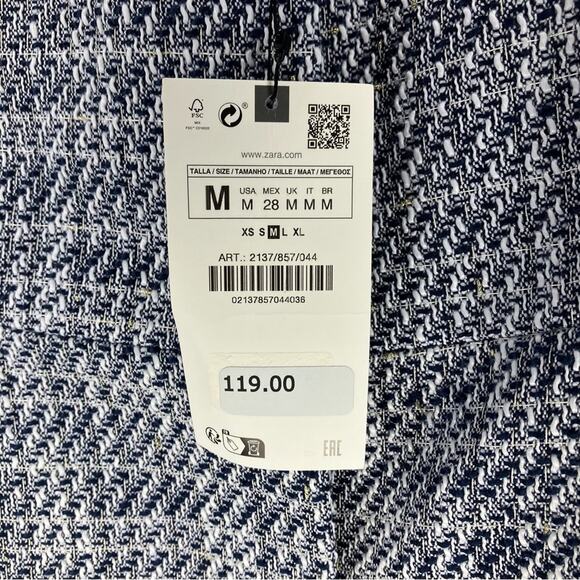 FSC
MIX
®
www.zara.com
TALLA / SIZE / TAMANHO / TAILLE / MAAT / ΜΕΓΕΘΟΣ
M
USA MEX UK IT BR
M 28 M M M
XS S M L XL
ART.: 2137/857/044
02137857044036
119.00
EAC